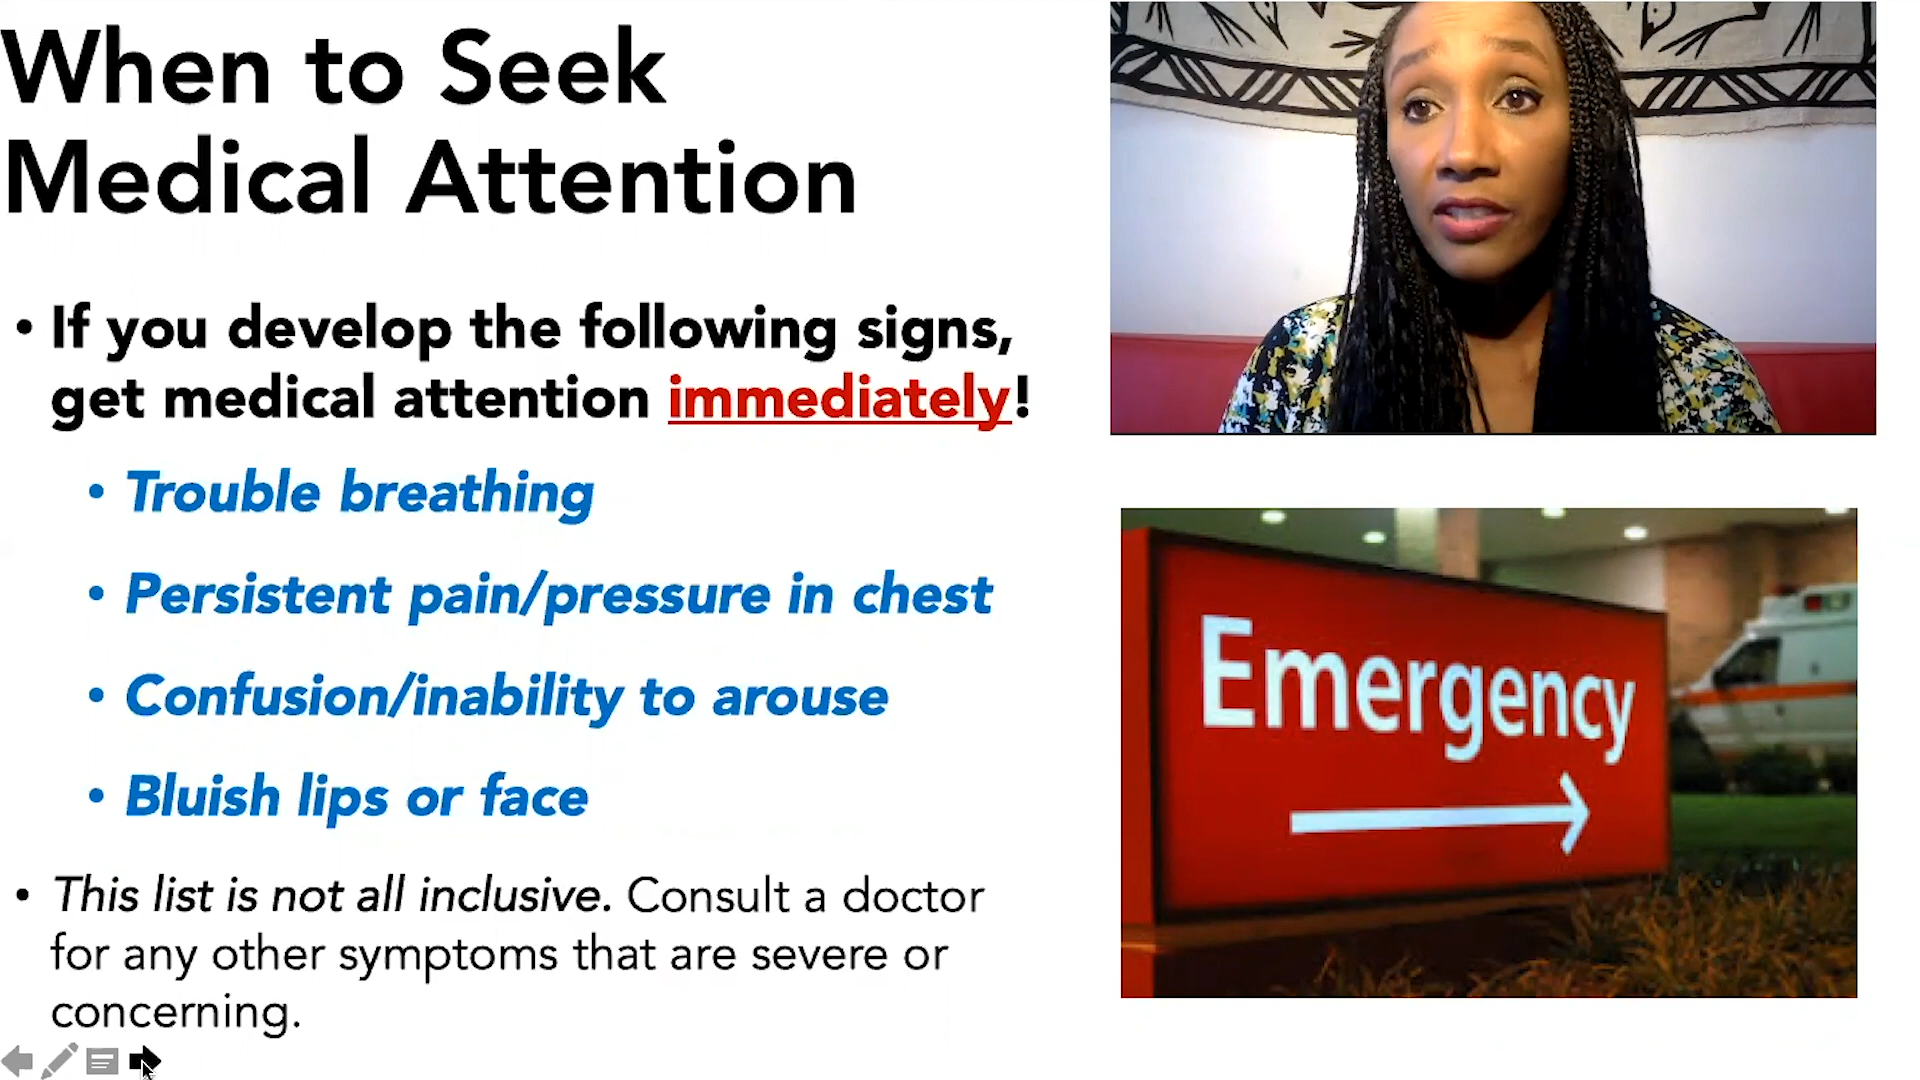 When to Seek
Medical Attention
• If you develop the following signs,
get medical attention immediately!
• Trouble breathing
• Persistent pain/pressure in chest
• Confusion/inability to arouse
• Bluish lips or face
• This list is not all inclusive. Consult a doctor
for any other symptoms that are severe or
concerning.
Emergency